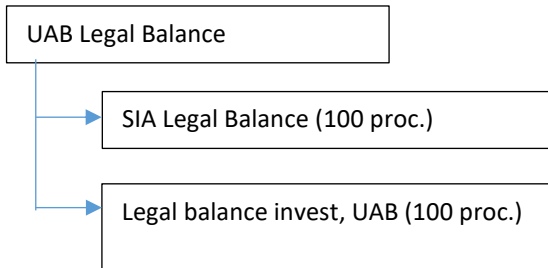 UAB Legal Balance
SIA Legal Balance (100 proc.)
Legal balance invest, UAB (100 proc.)